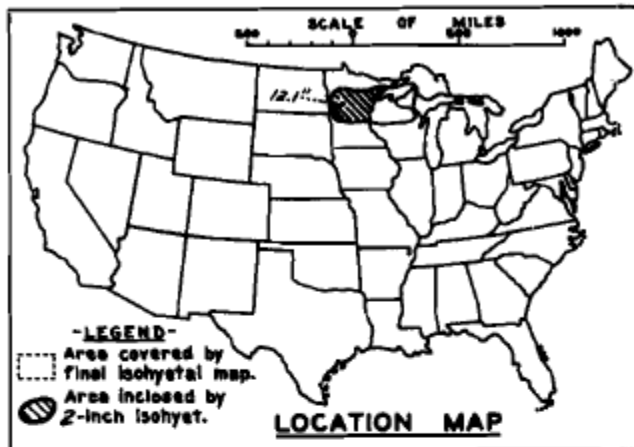 SCALE OF MILES
500 0 500 1000
12.1"
-LEGEND-
Area covered by
final isohyetal map.
Area inclosed by
2-inch isohyet.
LOCATION MAP